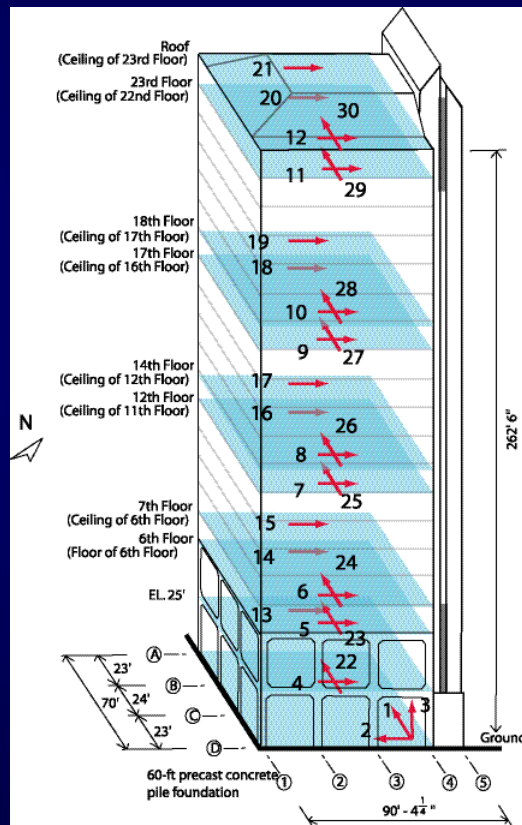 Roof
(Ceiling of 23rd Floor)
21
23rd Floor
(Ceiling of 22nd Floor)
20
30
12
11
29
18th Floor
(Ceiling of 17th Floor)
19
17th Floor
(Ceiling of 16th Floor)
18
28
10
9
27
14th Floor
(Ceiling of 12th Floor)
17
12th Floor
(Ceiling of 11th Floor)
16
26
N
8
7
25
262' 6"
7th Floor
(Ceiling of 6th Floor)
15
6th Floor
(Floor of 6th Floor)
14
24
EL. 25'
6
13
5
23
A
22
23'
B
4
24'
70'
C
1
3
23'
2
D
Ground
60-ft precast concrete
pile foundation
1
2
3
4
5
90' - 4 1/4"